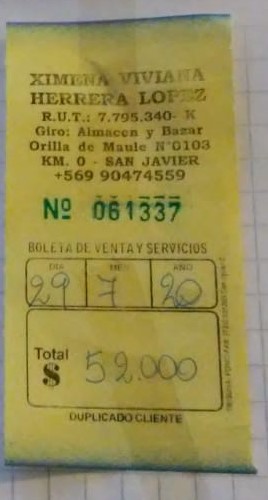 XIMENA VIVIANA
HERRERA LOPEZ
R.U.T.: 7.795.340- K
Giro: Almacen y Bazar
Orilla de Maule N°0103
KM. 0 - SAN JAVIER
+569 90474559
Nº 061337
BOLETA DE VENTA Y SERVICIOS
DIA MES AÑO
29 7 20
Total
$ 52.000
DUPLICADO CLIENTE